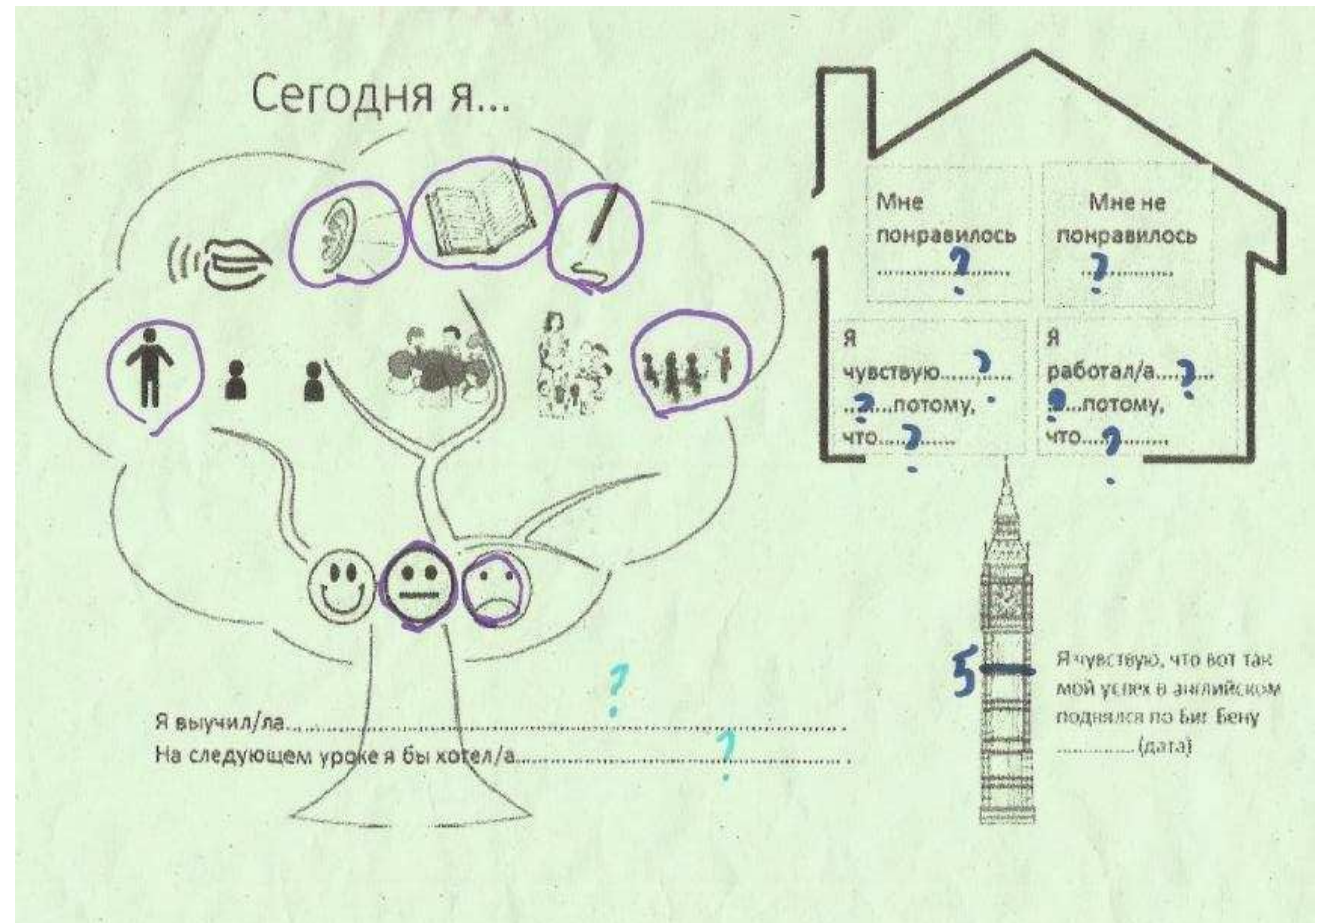 Сегодня я...
Мне
понравилось
.................?.........
Мне не
понравилось
..?................
Я
чувствую......?......
..?.....потому,
что....?..........
Я
работал/а.....?....
?....потому,
что......?..........
Я выучил/ла....................?....................
На следующем уроке я бы хотел/а....................?.................... .
5
Я чувствую, что вот так
мой успех в английском
поднялся по Биг Бену
.............. (дата)